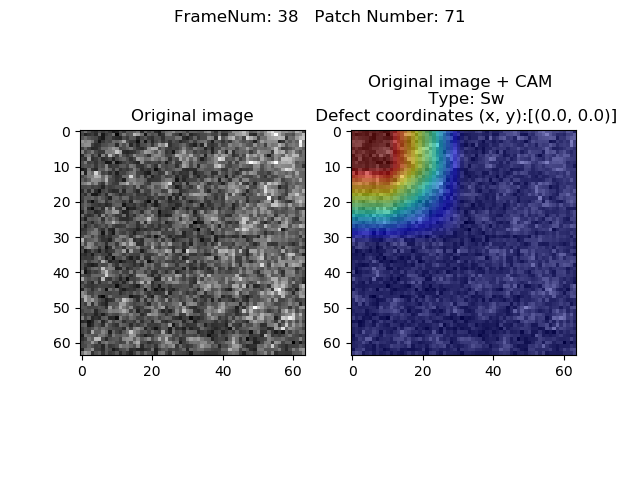 FrameNum: 38   Patch Number: 71
Original image
0
10
20
30
40
50
60
0 20 40 60
Original image + CAM
Type: Sw
Defect coordinates (x, y):[(0.0, 0.0)]
0
10
20
30
40
50
60
0 20 40 60